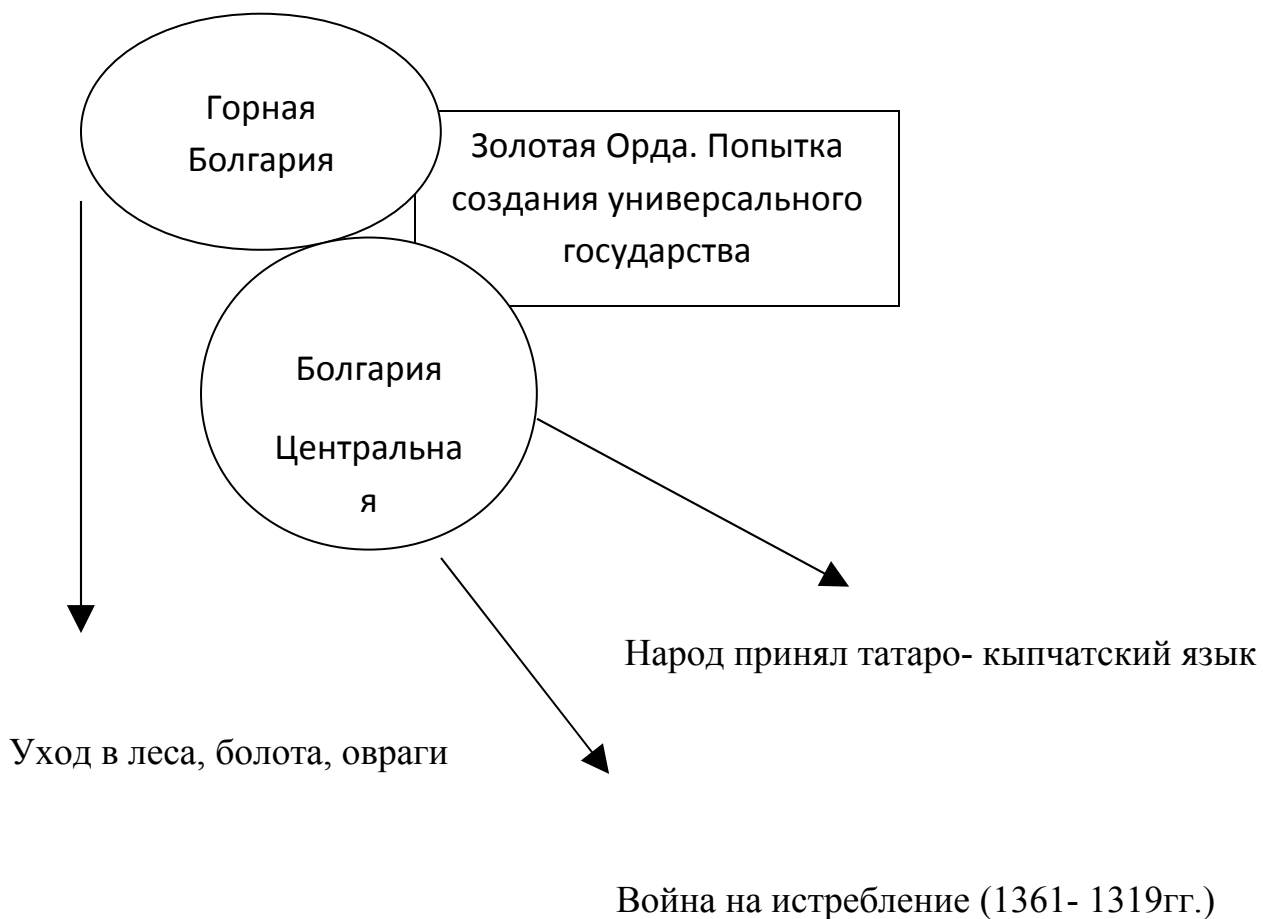 Горная
Болгария
Золотая Орда. Попытка
создания универсального
государства
Болгария
Центральна
я
Народ принял татаро- кыпчатский язык
Уход в леса, болота, овраги
Война на истребление (1361- 1319гг.)